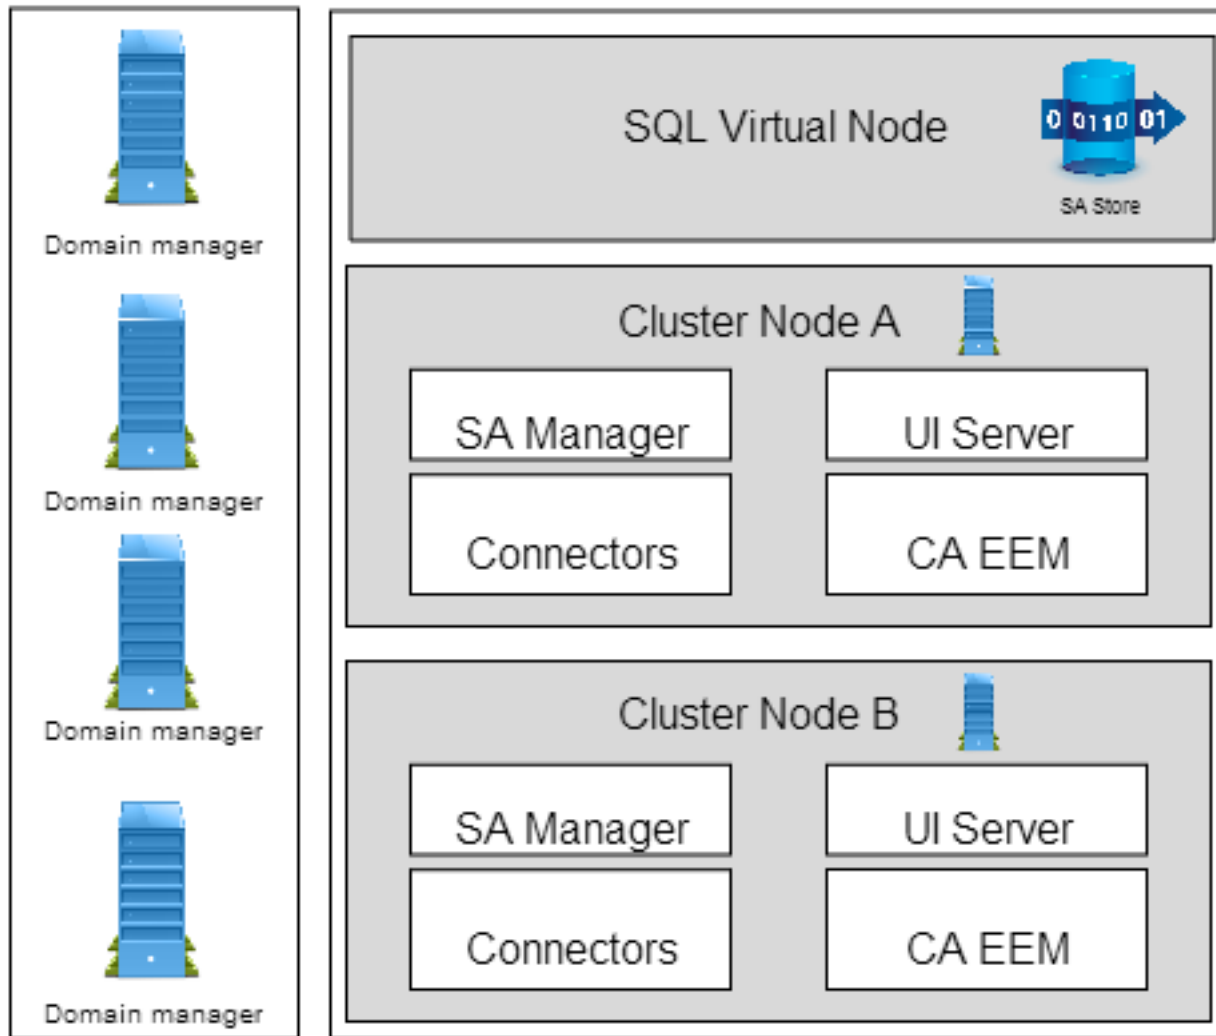 Domain manager
Domain manager
Domain manager
Domain manager
SQL Virtual Node
0 0110 01
SA Store
Cluster Node A
SA Manager
UI Server
Connectors
CA EEM
Cluster Node B
SA Manager
UI Server
Connectors
CA EEM